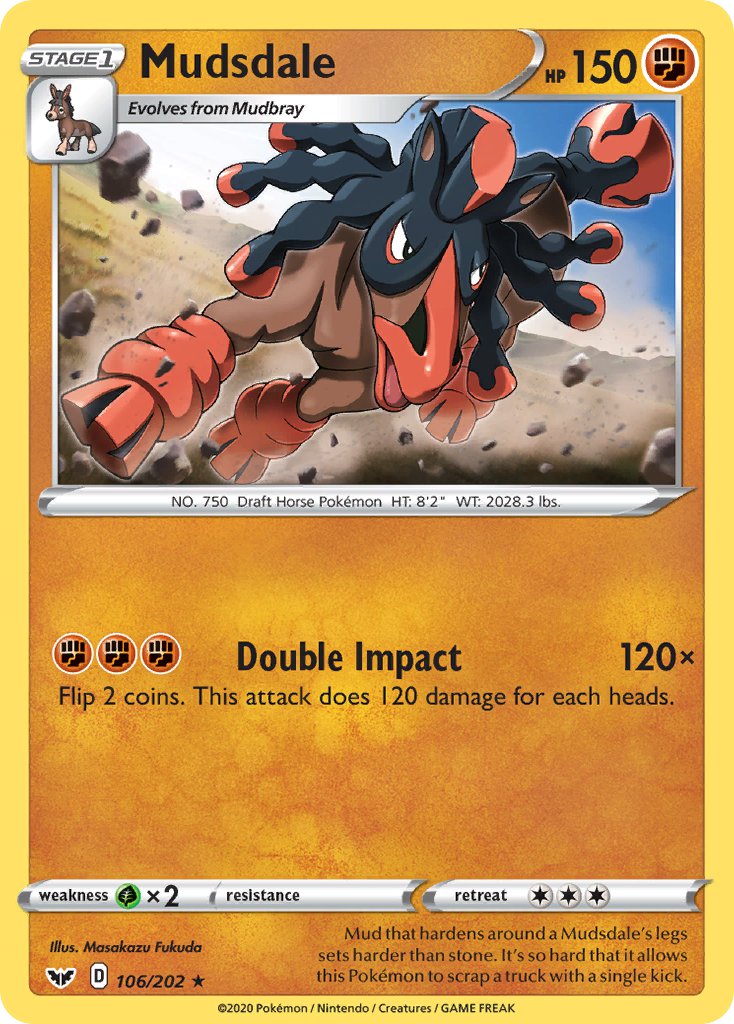 STAGE1 Mudsdale HP 150
Evolves from Mudbray
NO. 750 Draft Horse Pokémon HT: 8'2" WT: 2028.3 lbs.
Double Impact 120×
Flip 2 coins. This attack does 120 damage for each heads.
weakness ×2 resistance retreat
Illus. Masakazu Fukuda
Mud that hardens around a Mudsdale's legs
sets harder than stone. It's so hard that it allows
this Pokémon to scrap a truck with a single kick.
D 106/202 ★
©2020 Pokémon / Nintendo / Creatures / GAME FREAK